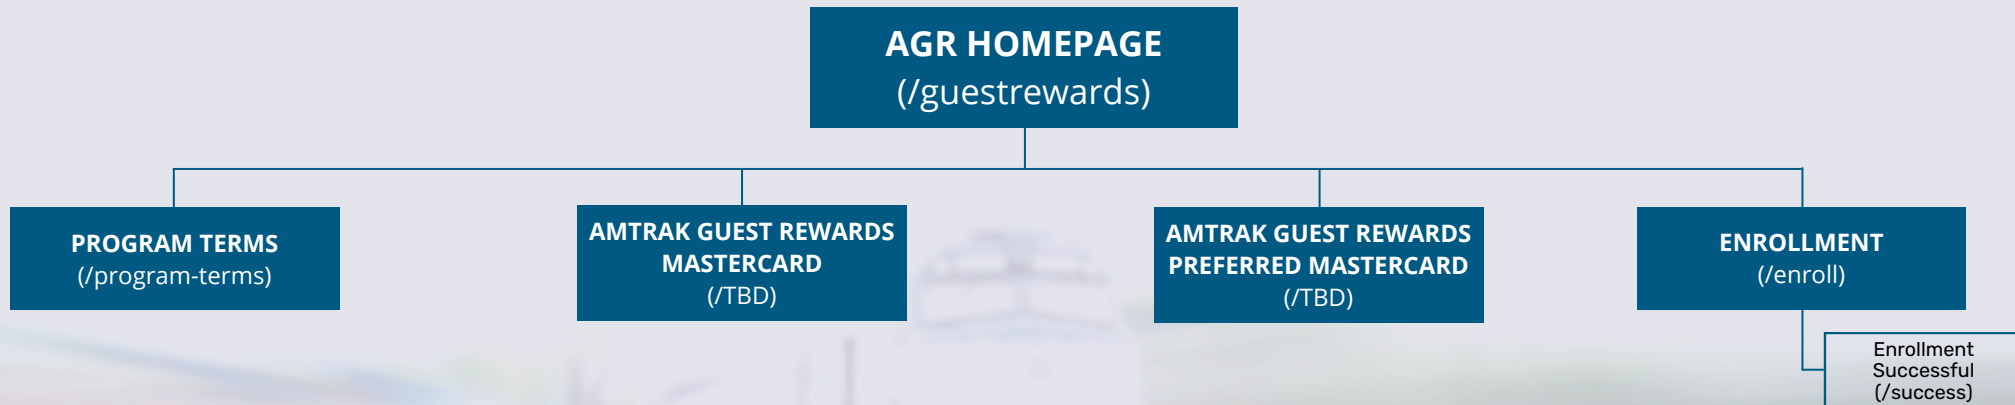 AGR HOMEPAGE
(/guestrewards)
PROGRAM TERMS
(/program-terms)
AMTRAK GUEST REWARDS
MASTERCARD
(/TBD)
AMTRAK GUEST REWARDS
PREFERRED MASTERCARD
(/TBD)
ENROLLMENT
(/enroll)
Enrollment
Successful
(/success)